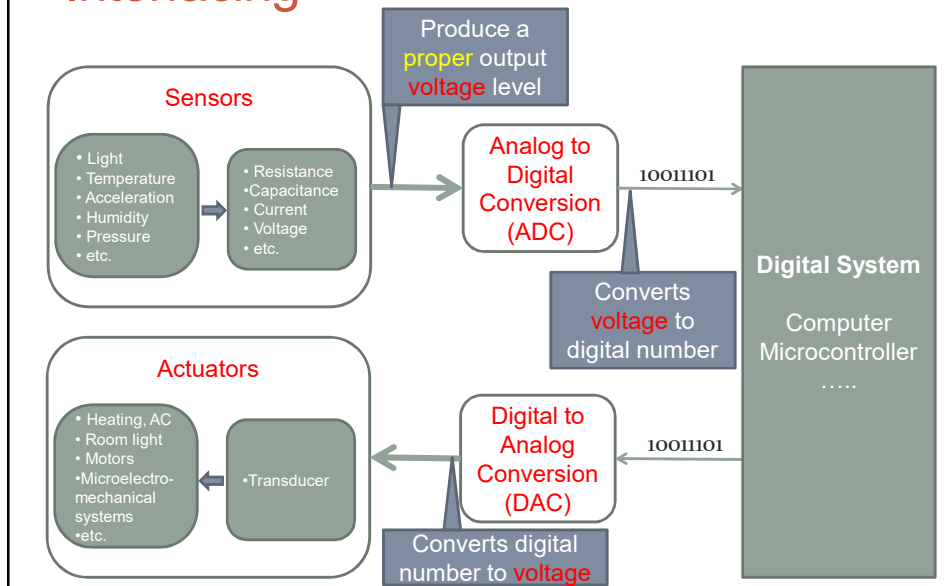 Interfacing
Produce a
proper output
voltage level
Sensors
• Light
• Temperature
• Acceleration
• Humidity
• Pressure
• etc.
• Resistance
•Capacitance
• Current
• Voltage
• etc.
Analog to
Digital
Conversion
(ADC)
10011101
Converts
voltage to
digital number
Digital System
Computer
Microcontroller
…..
Actuators
• Heating, AC
• Room light
• Motors
•Microelectro-
mechanical
systems
•etc.
•Transducer
Digital to
Analog
Conversion
(DAC)
10011101
Converts digital
number to voltage